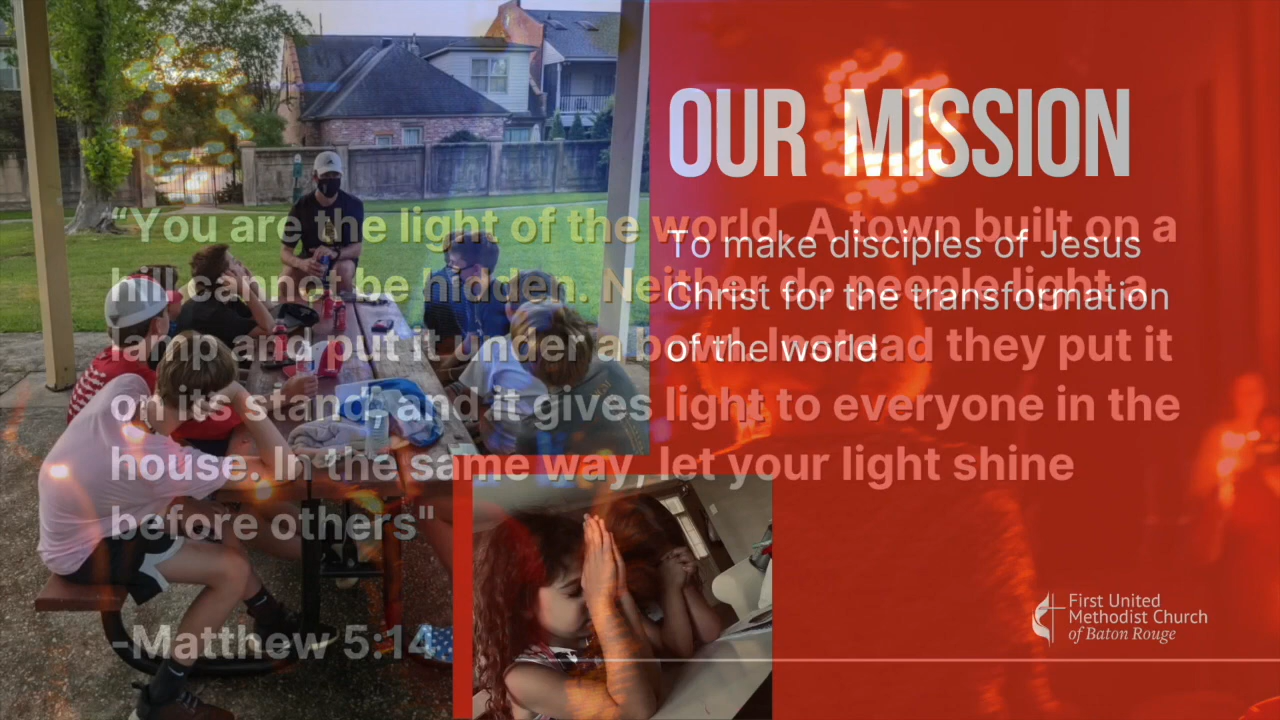 OUR MISSION
To make disciples of Jesus
Christ for the transformation
of the world
“You are the light of the world. A town built on a
hill cannot be hidden. Neither do people light a
lamp and put it under a bowl. Instead they put it
on its stand, and it gives light to everyone in the
house. In the same way, let your light shine
before others"
-Matthew 5:14
First United
Methodist Church
of Baton Rouge